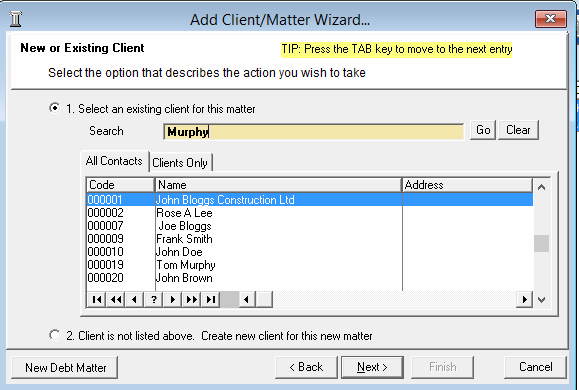 Add Client/Matter Wizard...
New or Existing Client
TIP: Press the TAB key to move to the next entry
Select the option that describes the action you wish to take
1. Select an existing client for this matter
Search Murphy Go Clear
All Contacts Clients Only
Code Name Address
000001 John Bloggs Construction Ltd
000002 Rose A Lee
000007 Joe Bloggs
000009 Frank Smith
000010 John Doe
000019 Tom Murphy
000020 John Brown
?
2. Client is not listed above. Create new client for this new matter
New Debt Matter < Back Next > Finish Cancel